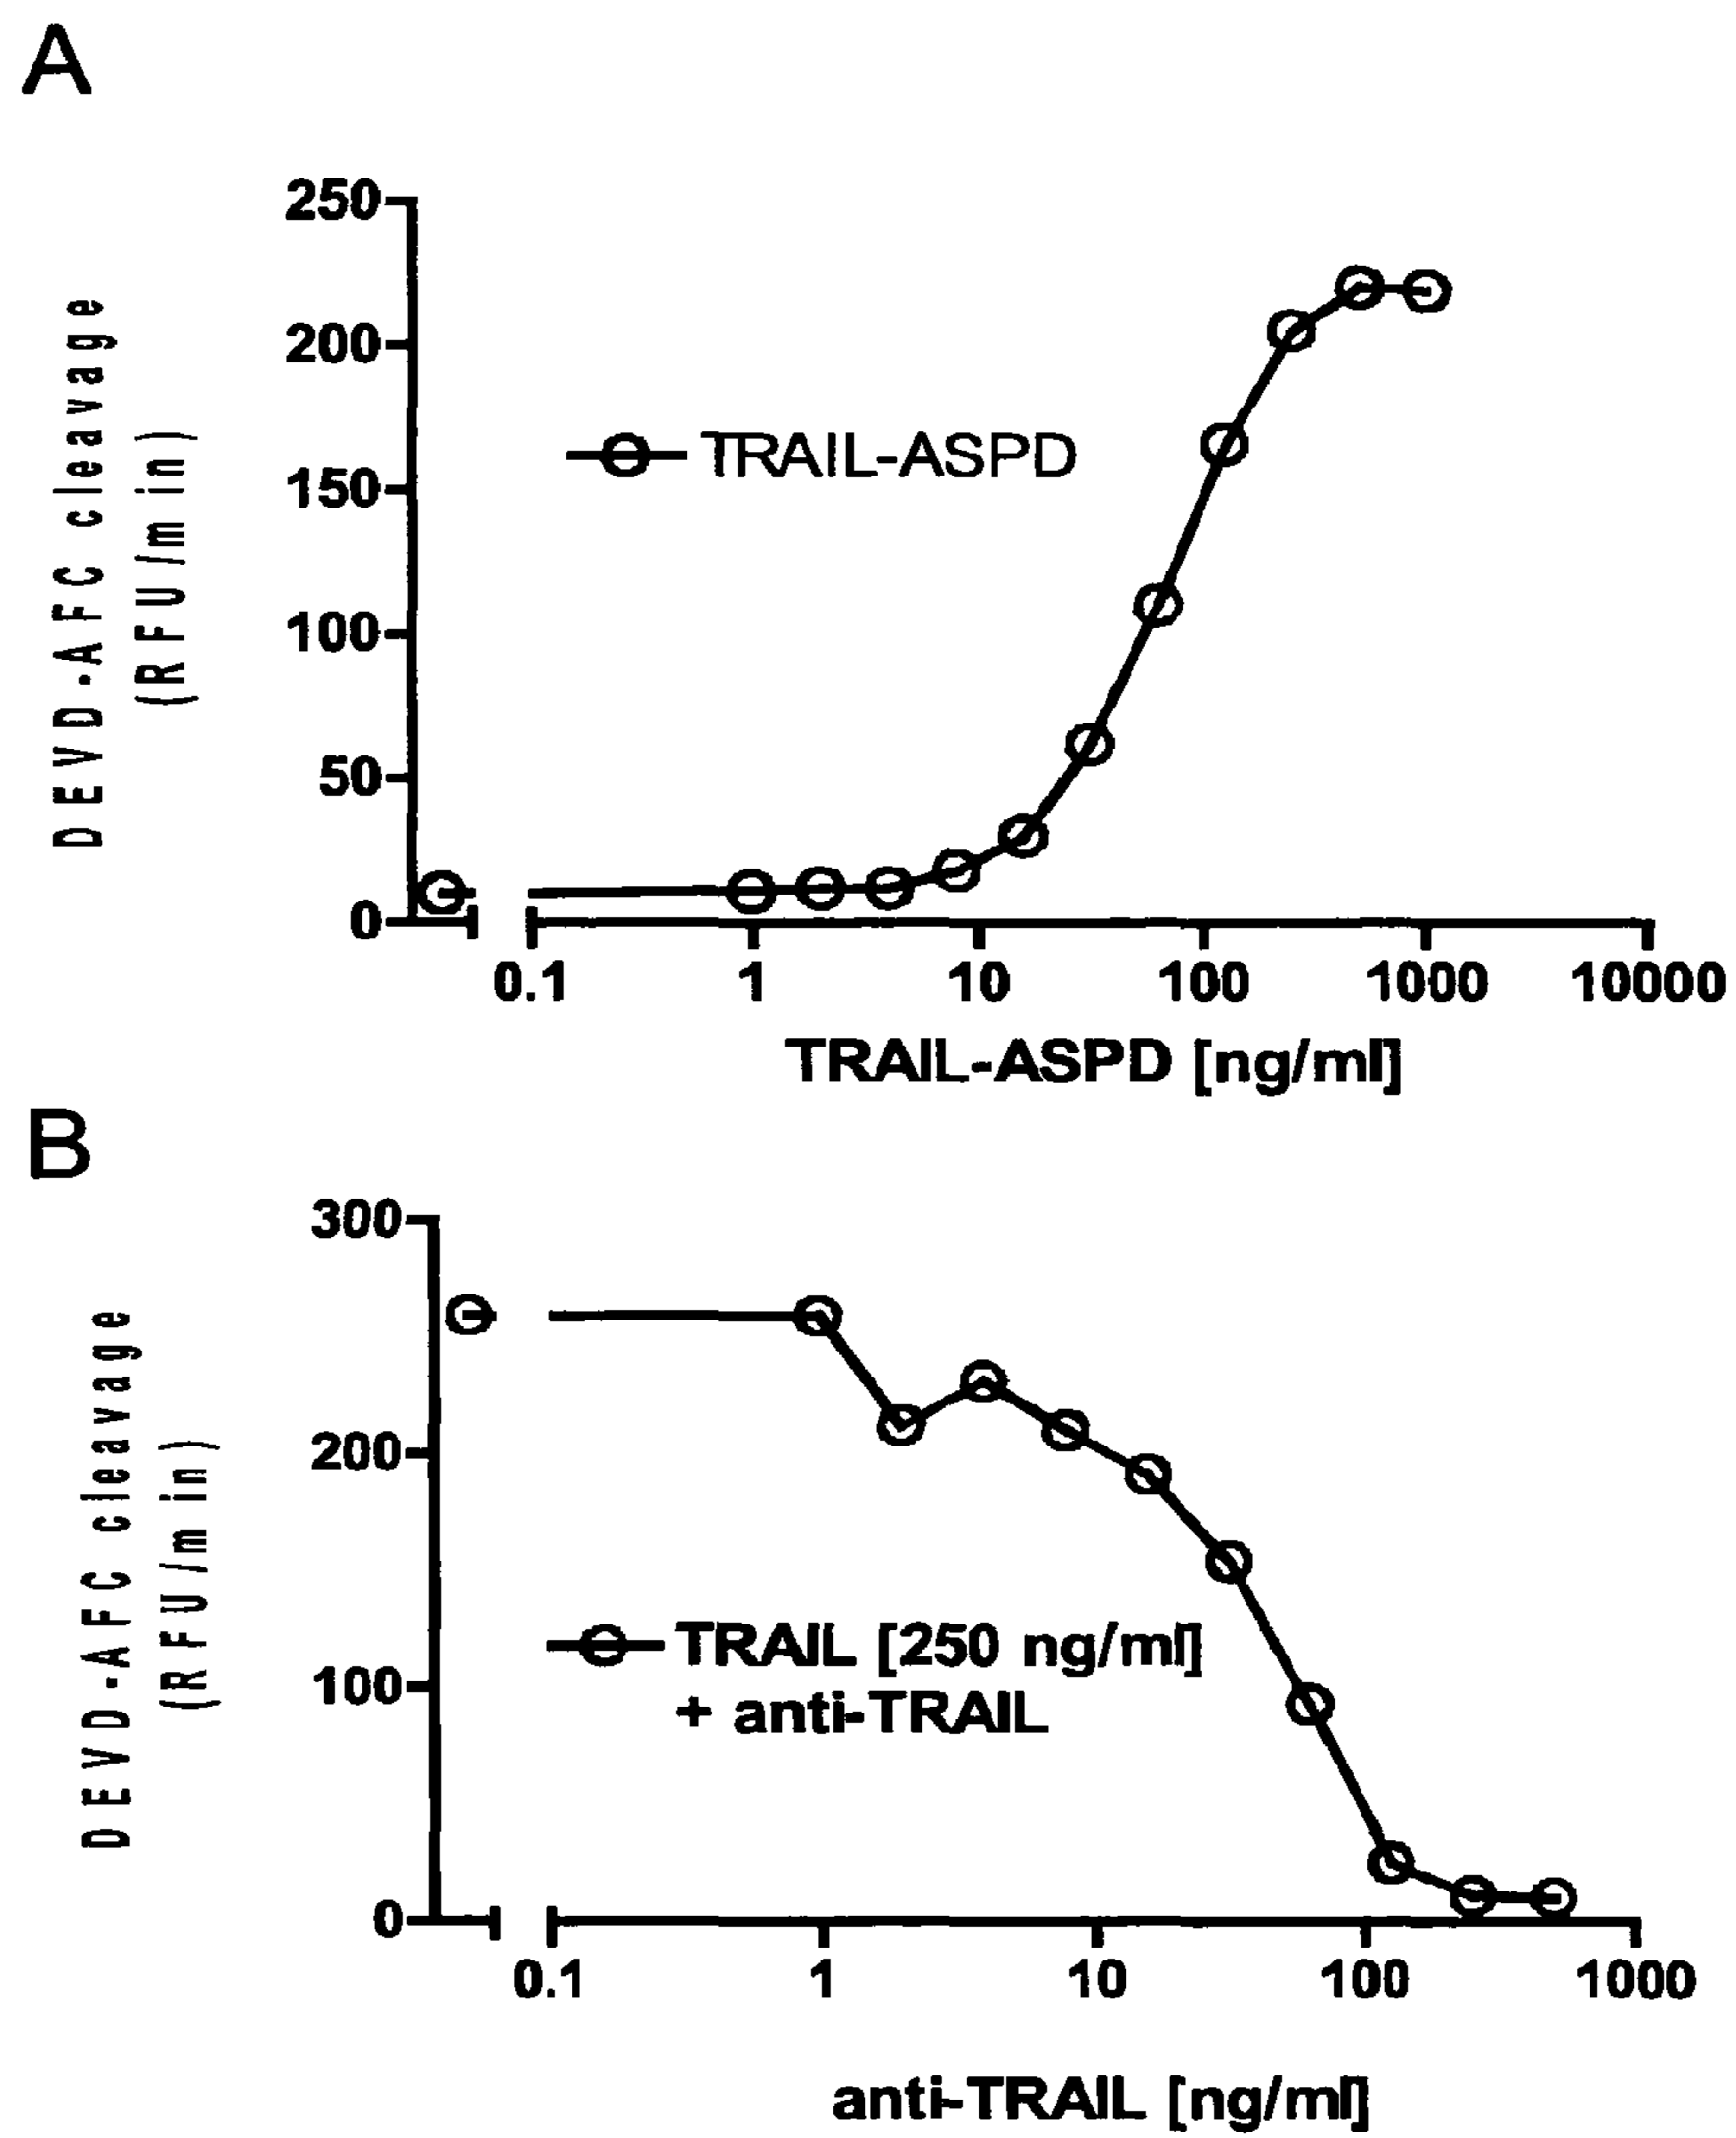 A
250
200
150
100
50
0
DEVD-AFC cleavage
(RFU/min)
TRAIL-ASPD
0.1 1 10 100 1000 10000
TRAIL-ASPD [ng/ml]
B
300
200
100
0
DEVD-AFC cleavage
(RFU/min)
TRAIL [250 ng/ml]
+ anti-TRAIL
0.1 1 10 100 1000
anti-TRAIL [ng/ml]